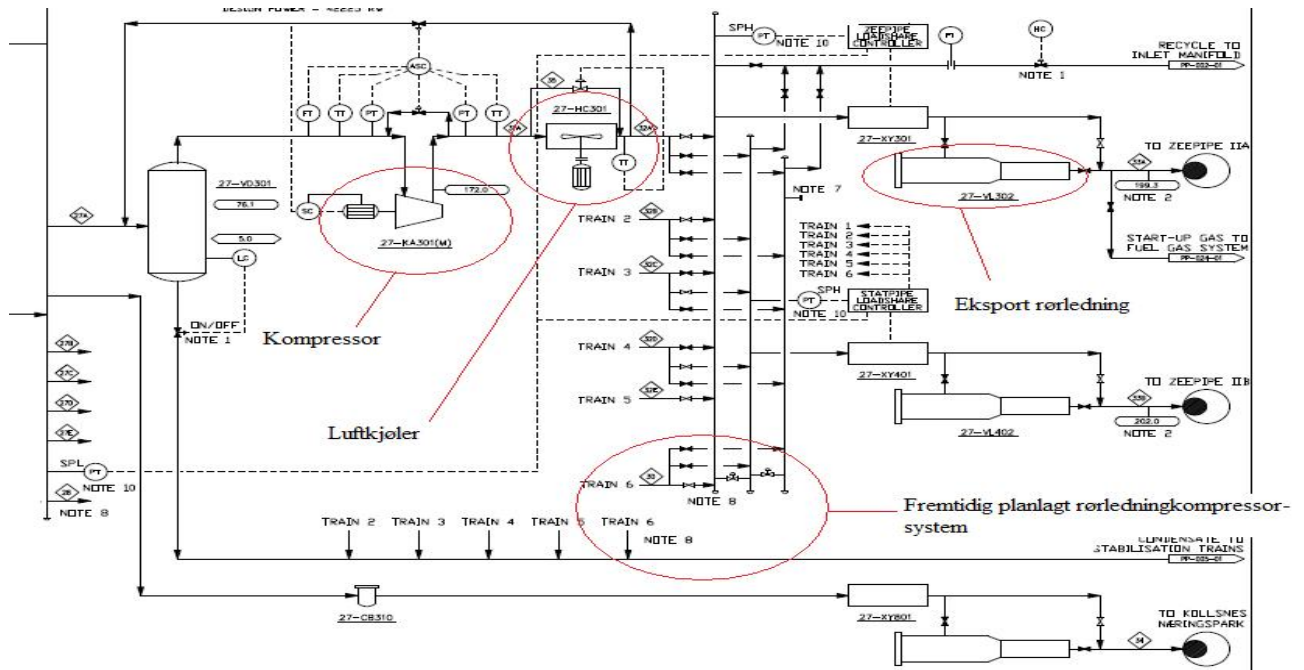 DESIGN POWER = 42225 KW
SPH
PT
NOTE 10
ZEEPIPE
LOADSHARE
CONTROLLER
FI
HC
NOTE 1
RECYCLE TO
INLET MANIFOLD
PP-002-01
ASC
FT
TT
PT
PT
TT
35
27-HC301
31A
32A
TT
27-XY301
TO ZEEPIPE IIA
33A
199.3
NOTE 2
27-VL302
27-VD301
76.1
27A
5.0
LC
SC
172.0
27-KA301(M)
NOTE 7
TRAIN 2
32B
TRAIN 3
32C
TRAIN 1
TRAIN 2
TRAIN 3
TRAIN 4
TRAIN 5
TRAIN 6
START-UP GAS TO
FUEL GAS SYSTEM
PP-024-01
SPH
PT
NOTE 10
STATPIPE
LOADSHARE
CONTROLLER
Eksport rørledning
ON/OFF
NOTE 1
Kompressor
Luftkjøler
TRAIN 4
32D
TRAIN 5
32E
27-XY401
TO ZEEPIPE IIB
33B
202.0
NOTE 2
27-VL402
27B
27C
27D
27E
SPL
PT
NOTE 10
28
NOTE 8
TRAIN 6
30
NOTE 8
Fremtidig planlagt rørledningkompressor-
system
TRAIN 2
TRAIN 3
TRAIN 4
TRAIN 5
TRAIN 6
NOTE 8
CONDENSATE TO
STABILISATION TRAINS
PP-025-01
27-CB310
27-XY801
TO KOLLSNES
NÆRINGSPARK
34